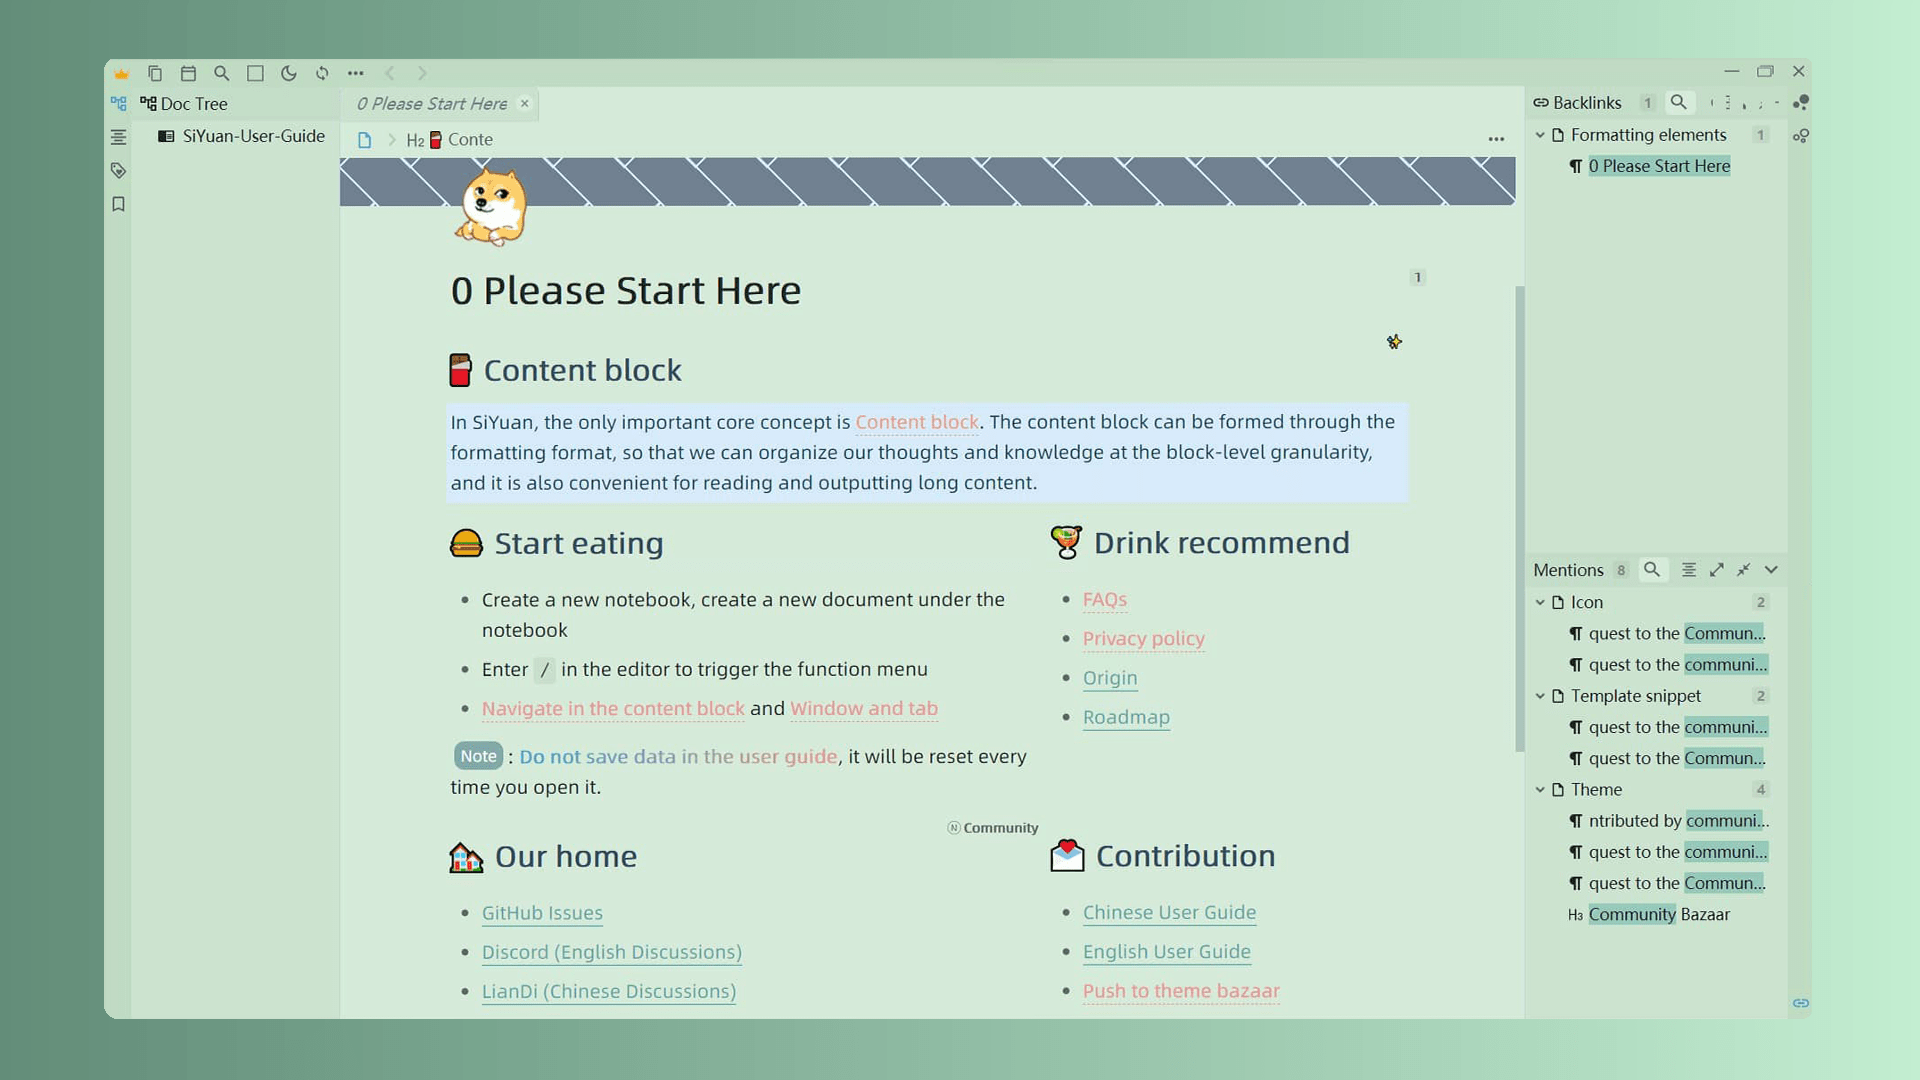 Doc Tree
SiYuan-User-Guide
0 Please Start Here
H2 Conte
0 Please Start Here
1
Content block
In SiYuan, the only important core concept is Content block. The content block can be formed through the
formatting format, so that we can organize our thoughts and knowledge at the block-level granularity,
and it is also convenient for reading and outputting long content.
Start eating
Create a new notebook, create a new document under the
notebook
Enter / in the editor to trigger the function menu
Navigate in the content block and Window and tab
Note : Do not save data in the user guide, it will be reset every
time you open it.
Drink recommend
FAQs
Privacy policy
Origin
Roadmap
N Community
Our home
GitHub Issues
Discord (English Discussions)
LianDi (Chinese Discussions)
Contribution
Chinese User Guide
English User Guide
Push to theme bazaar
Backlinks 1
Formatting elements 1
0 Please Start Here
Mentions 8
Icon 2
quest to the Commun...
quest to the communi...
Template snippet 2
quest to the communi...
quest to the Commun...
Theme 4
ntributed by communi...
quest to the communi...
quest to the Commun...
H3 Community Bazaar